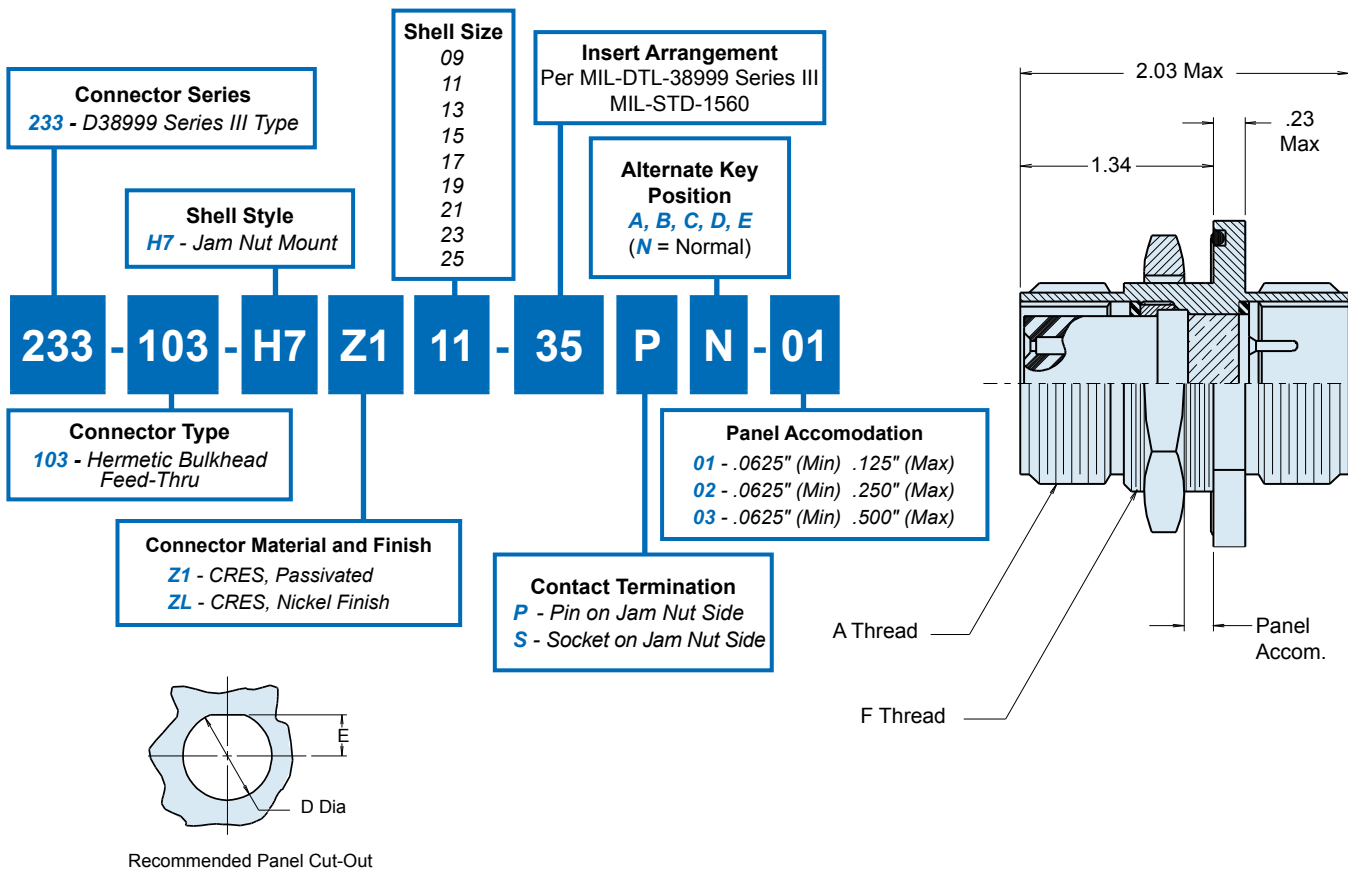 Connector Series
233 - D38999 Series III Type
Shell Style
H7 - Jam Nut Mount
Shell Size
09
11
13
15
17
19
21
23
25
Insert Arrangement
Per MIL-DTL-38999 Series III
MIL-STD-1560
Alternate Key
Position
A, B, C, D, E
(N = Normal)
233 - 103 - H7 Z1 11 - 35 P N - 01
Connector Type
103 - Hermetic Bulkhead
Feed-Thru
Connector Material and Finish
Z1 - CRES, Passivated
ZL - CRES, Nickel Finish
Contact Termination
P - Pin on Jam Nut Side
S - Socket on Jam Nut Side
Panel Accomodation
01 - .0625" (Min) .125" (Max)
02 - .0625" (Min) .250" (Max)
03 - .0625" (Min) .500" (Max)
2.03 Max
1.34
.23
Max
A Thread
F Thread
Panel
Accom.
E
D Dia
Recommended Panel Cut-Out